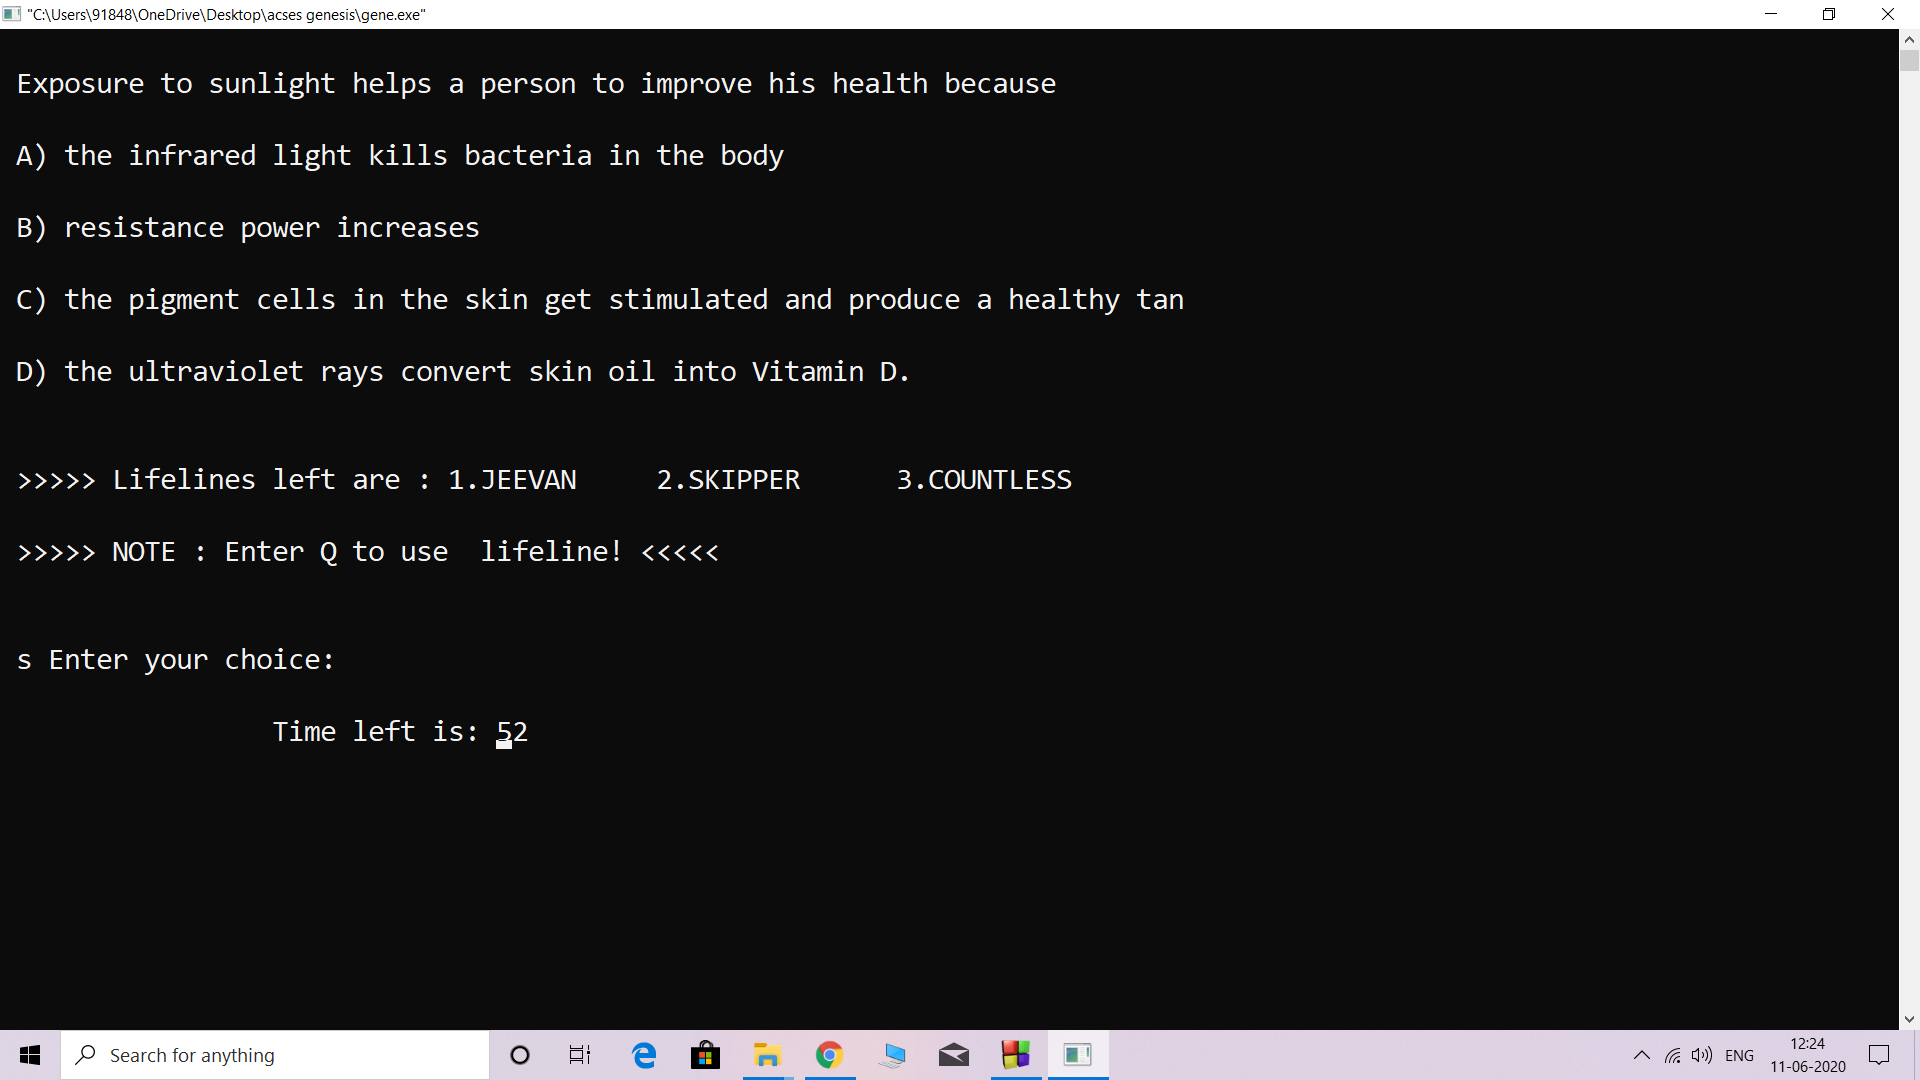 "C:\Users\91848\OneDrive\Desktop\acses genesis\gene.exe"
Exposure to sunlight helps a person to improve his health because
A) the infrared light kills bacteria in the body
B) resistance power increases
C) the pigment cells in the skin get stimulated and produce a healthy tan
D) the ultraviolet rays convert skin oil into Vitamin D.
>>>>> Lifelines left are : 1.JEEVAN     2.SKIPPER      3.COUNTLESS
>>>>> NOTE : Enter Q to use  lifeline! <<<<<
s Enter your choice:
Time left is: 52
Search for anything
ENG
12:24
11-06-2020